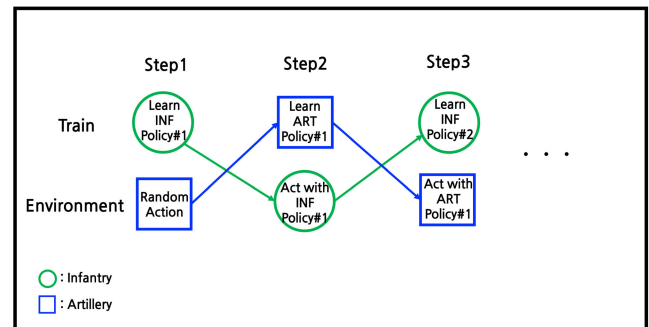 Step1
Step2
Step3
Train
Learn
INF
Policy#1
Learn
ART
Policy#1
Learn
INF
Policy#2
. . .
Environment
Random
Action
Act with
INF
Policy#1
Act with
ART
Policy#1
: Infantry
: Artillery